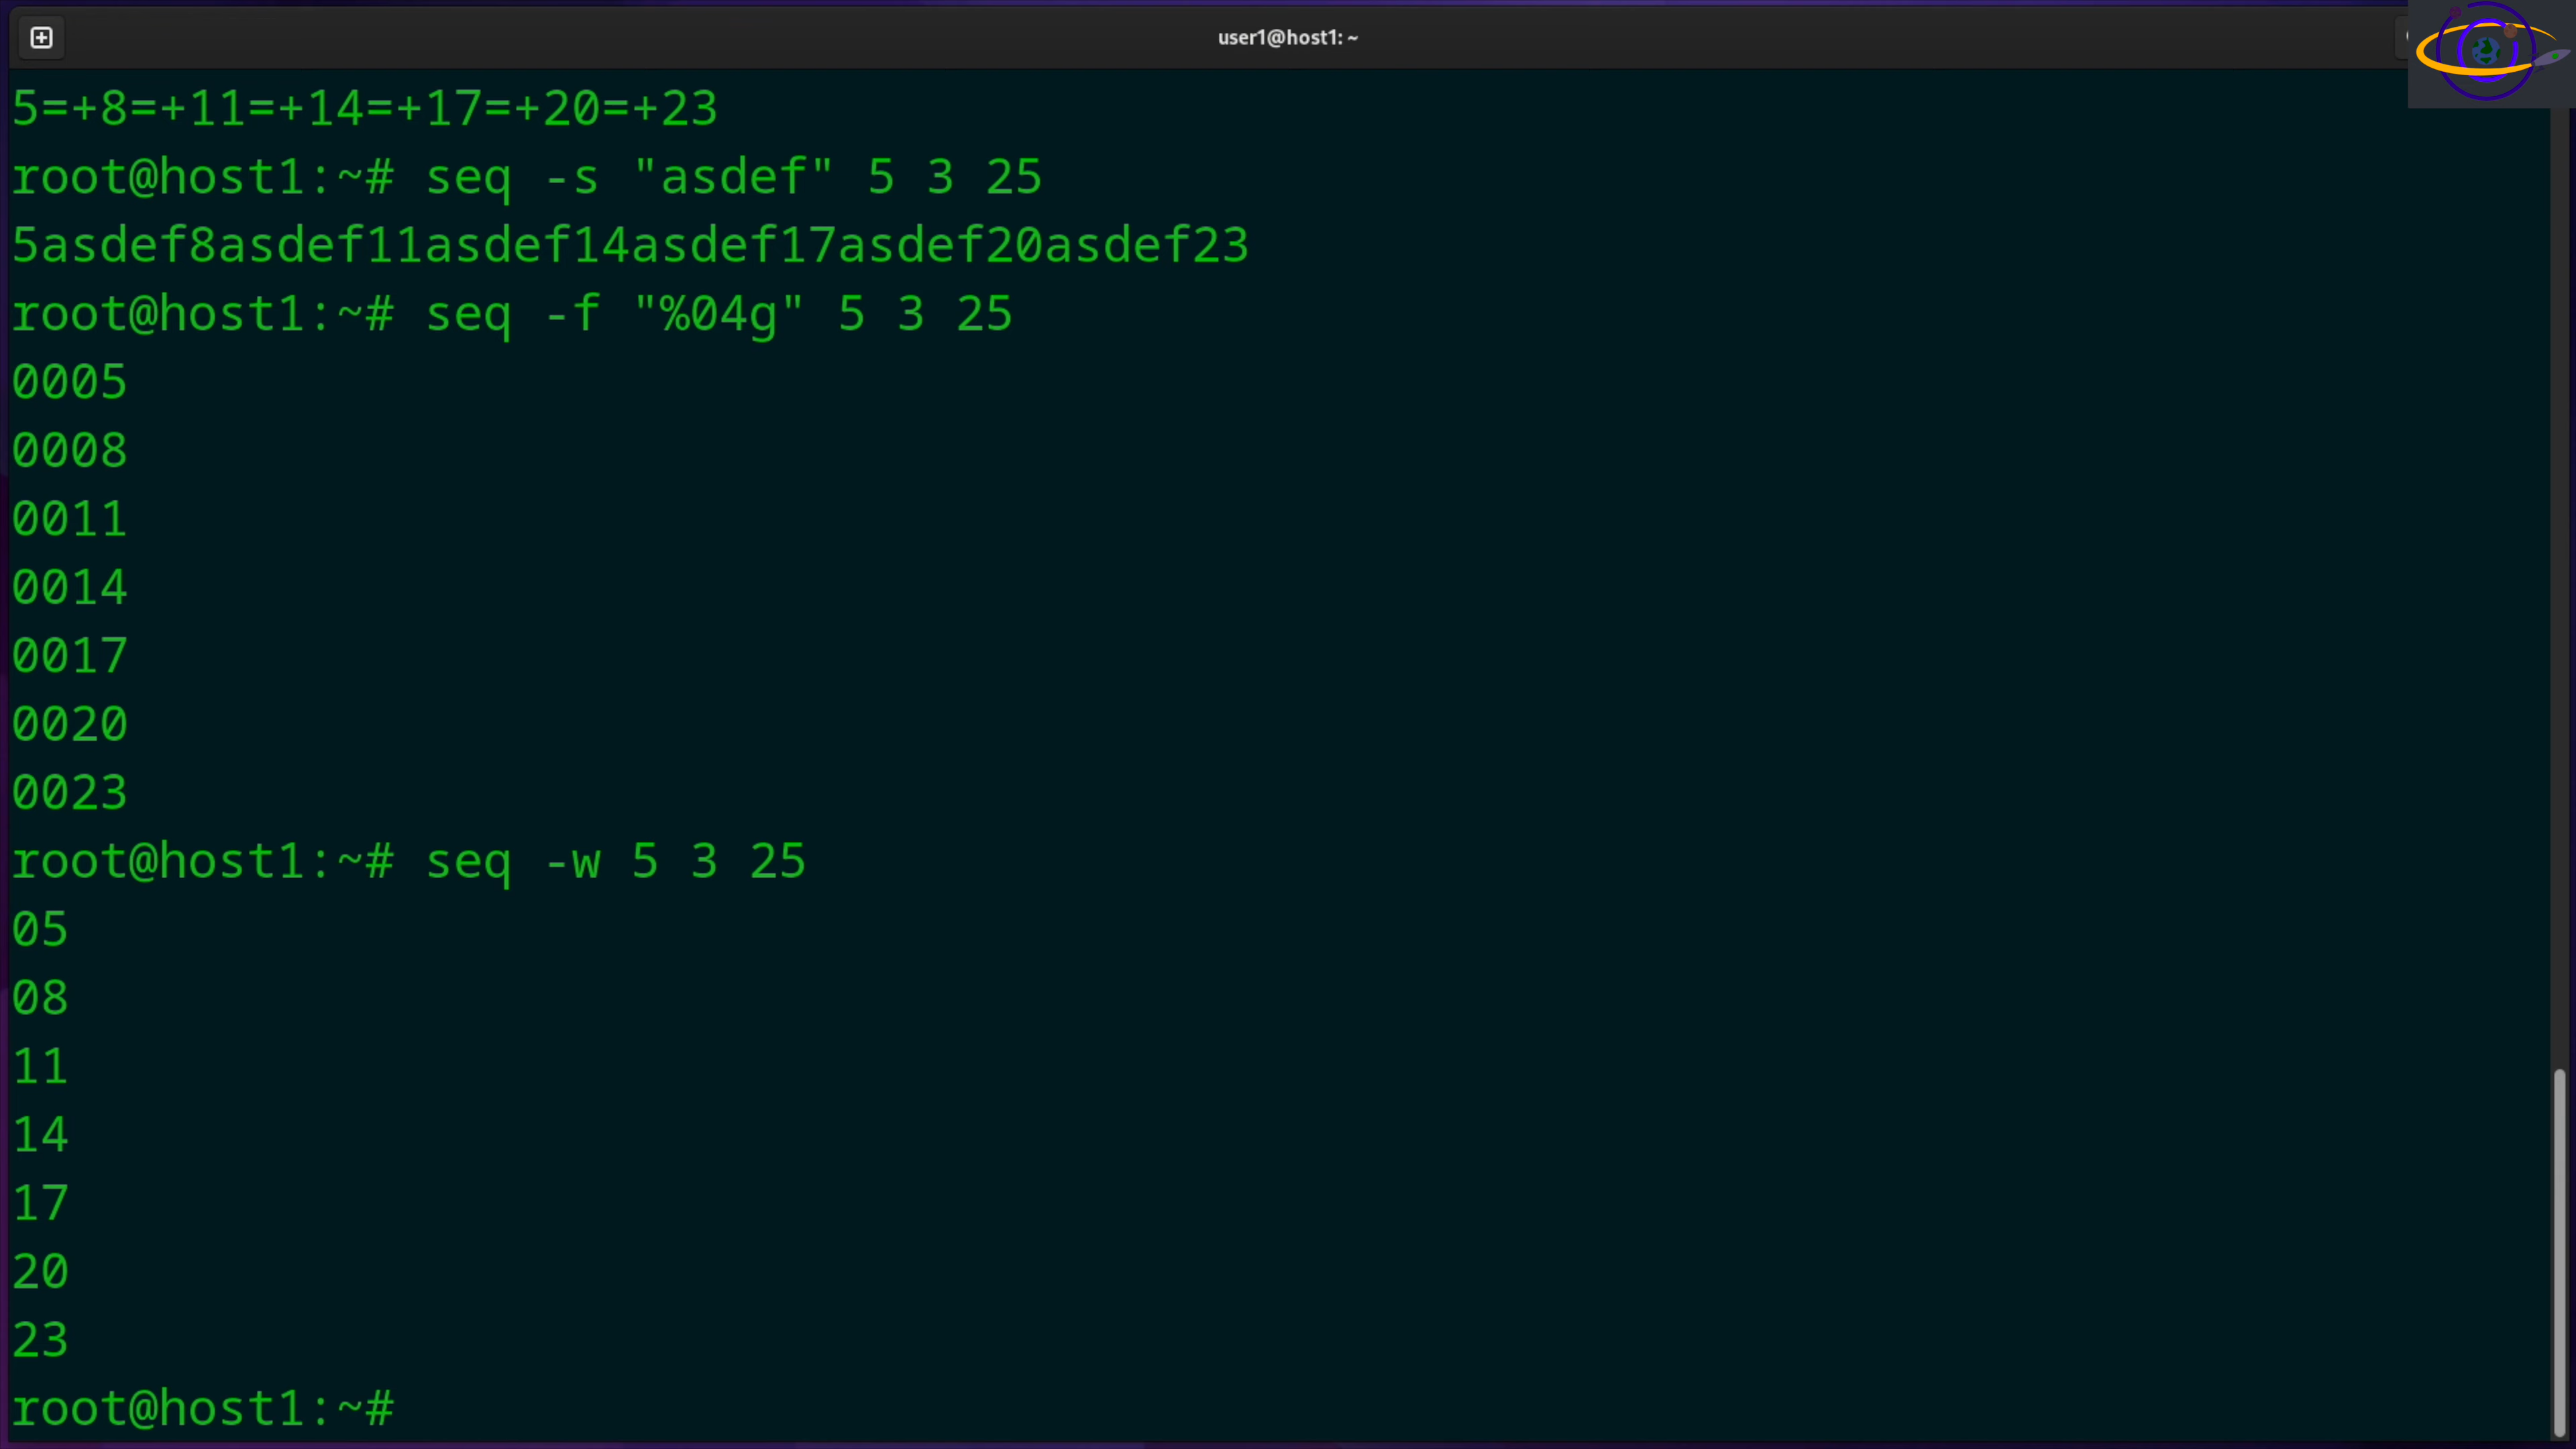 user1@host1: ~
5=+8=+11=+14=+17=+20=+23
root@host1:~# seq -s "asdef" 5 3 25
5asdef8asdef11asdef14asdef17asdef20asdef23
root@host1:~# seq -f "%04g" 5 3 25
0005
0008
0011
0014
0017
0020
0023
root@host1:~# seq -w 5 3 25
05
08
11
14
17
20
23
root@host1:~#